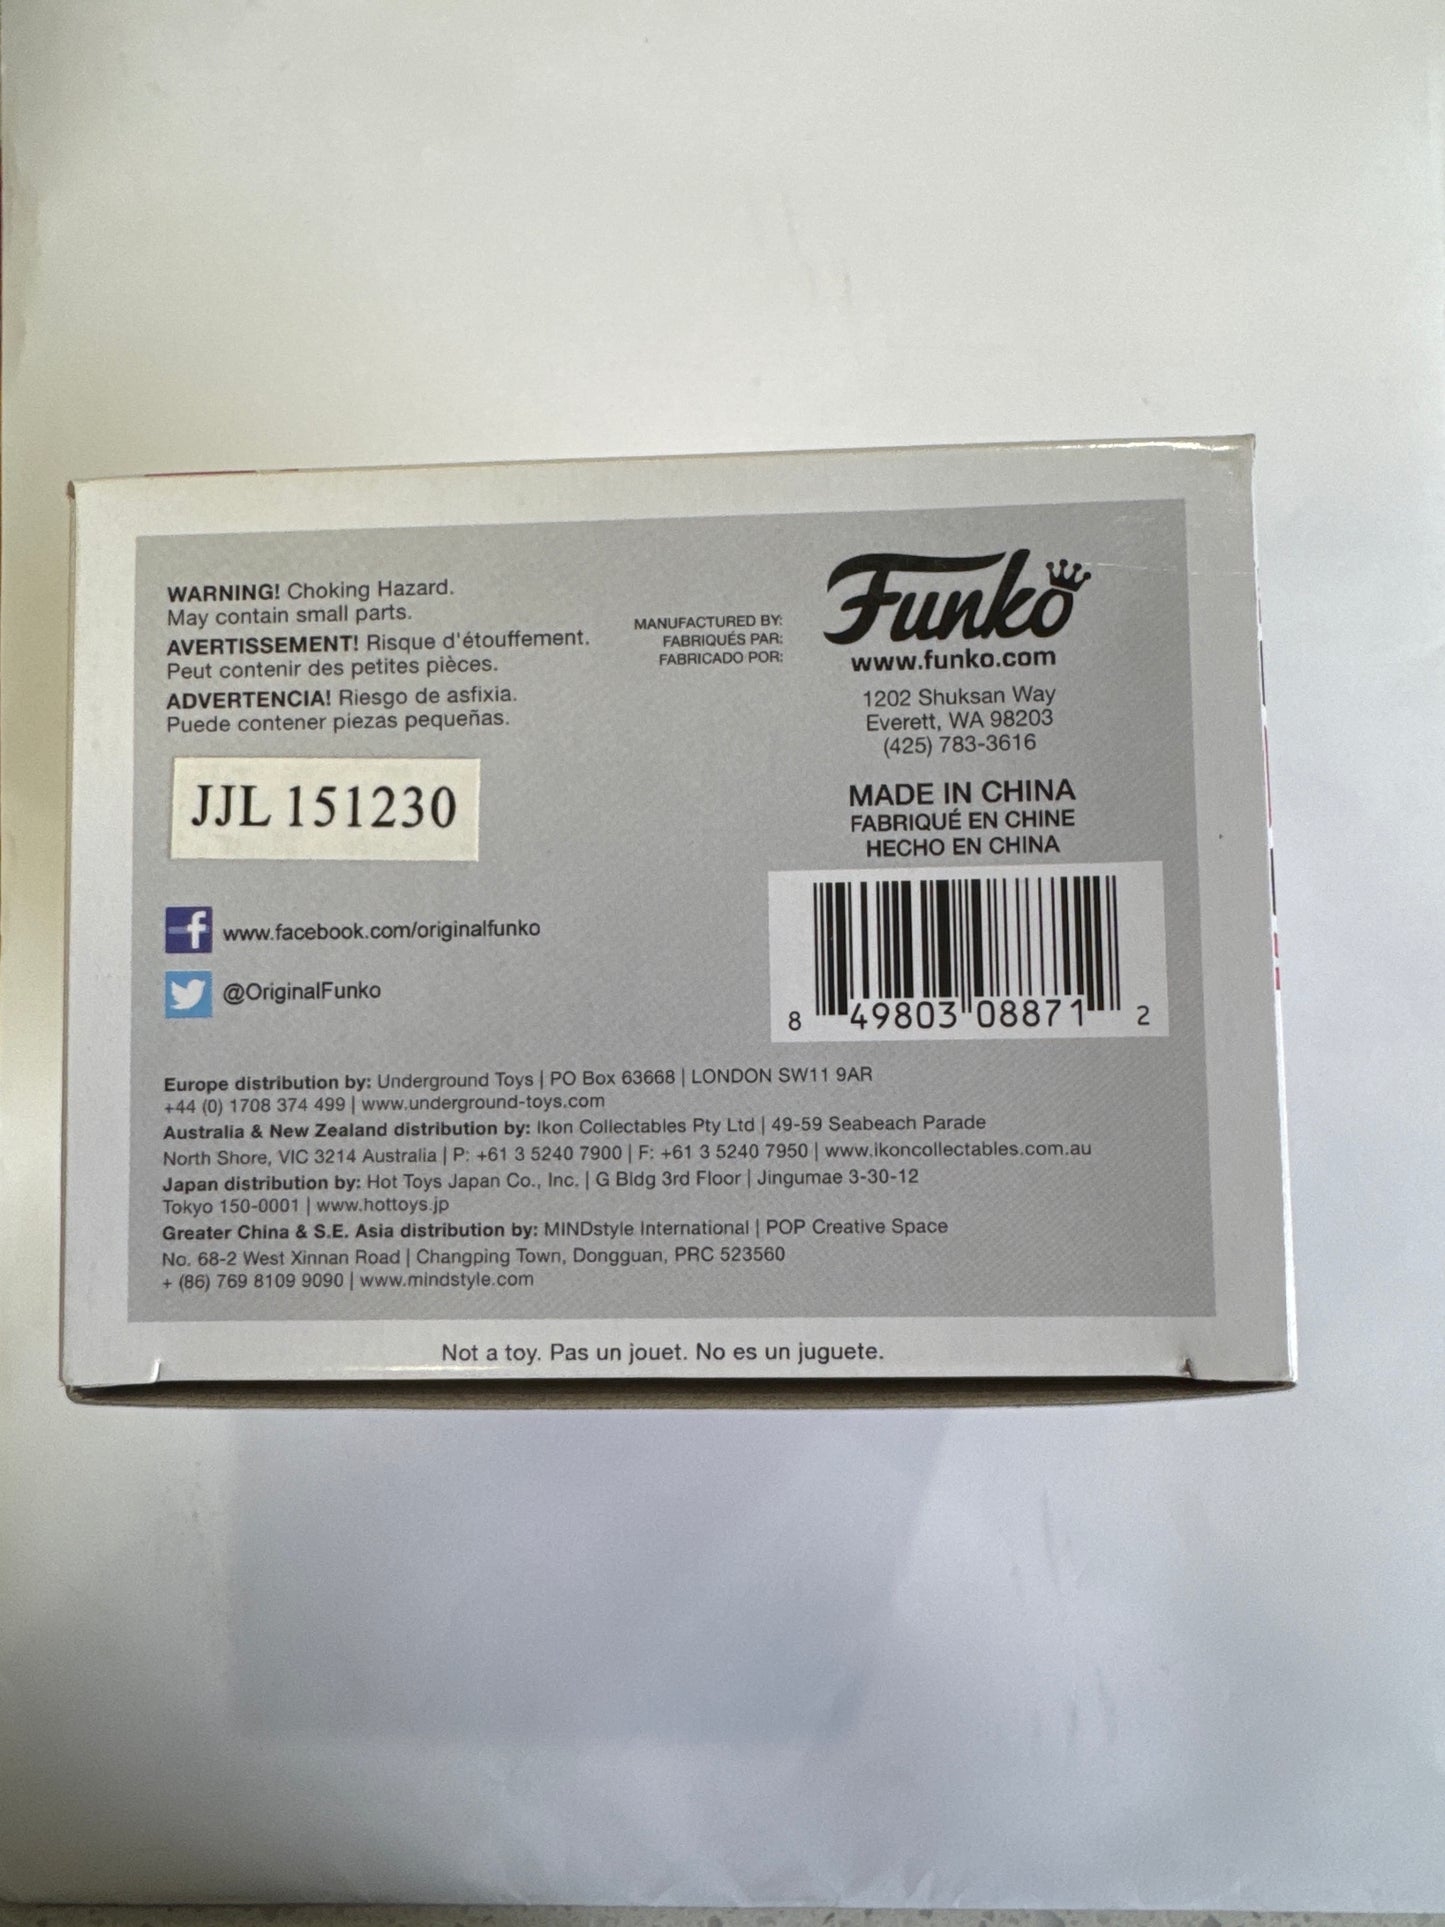 WARNING! Choking Hazard.
May contain small parts.
AVERTISSEMENT! Risque d'étouffement.
Peut contenir des petites pièces.
ADVERTENCIA! Riesgo de asfixia.
Puede contener piezas pequeñas.
MANUFACTURED BY:
FABRIQUÉS PAR:
FABRICADO POR:
Funko
www.funko.com
1202 Shuksan Way
Everett, WA 98203
(425) 783-3616
MADE IN CHINA
FABRIQUÉ EN CHINE
HECHO EN CHINA
JJL 151230
f www.facebook.com/originalfunko
@OriginalFunko
8 49803 08871 2
Europe distribution by: Underground Toys | PO Box 63668 | LONDON SW11 9AR
+44 (0) 1708 374 499 | www.underground-toys.com
Australia & New Zealand distribution by: Ikon Collectables Pty Ltd | 49-59 Seabeach Parade
North Shore, VIC 3214 Australia | P: +61 3 5240 7900 | F: +61 3 5240 7950 | www.ikoncollectables.com.au
Japan distribution by: Hot Toys Japan Co., Inc. | G Bldg 3rd Floor | Jingumae 3-30-12
Tokyo 150-0001 | www.hottoys.jp
Greater China & S.E. Asia distribution by: MINDstyle International | POP Creative Space
No. 68-2 West Xinnan Road | Changping Town, Dongguan, PRC 523560
+ (86) 769 8109 9090 | www.mindstyle.com
Not a toy. Pas un jouet. No es un juguete.